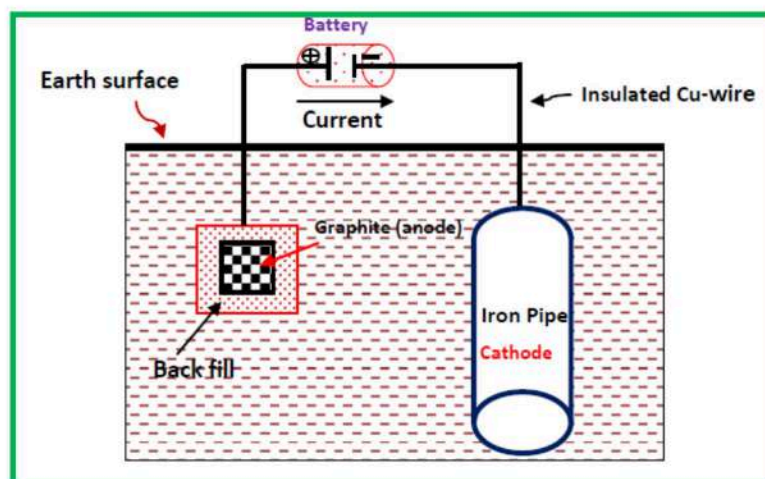 Battery
⊕ −
Earth surface
Insulated Cu-wire
Current
Graphite (anode)
Iron Pipe
Cathode
Back fill